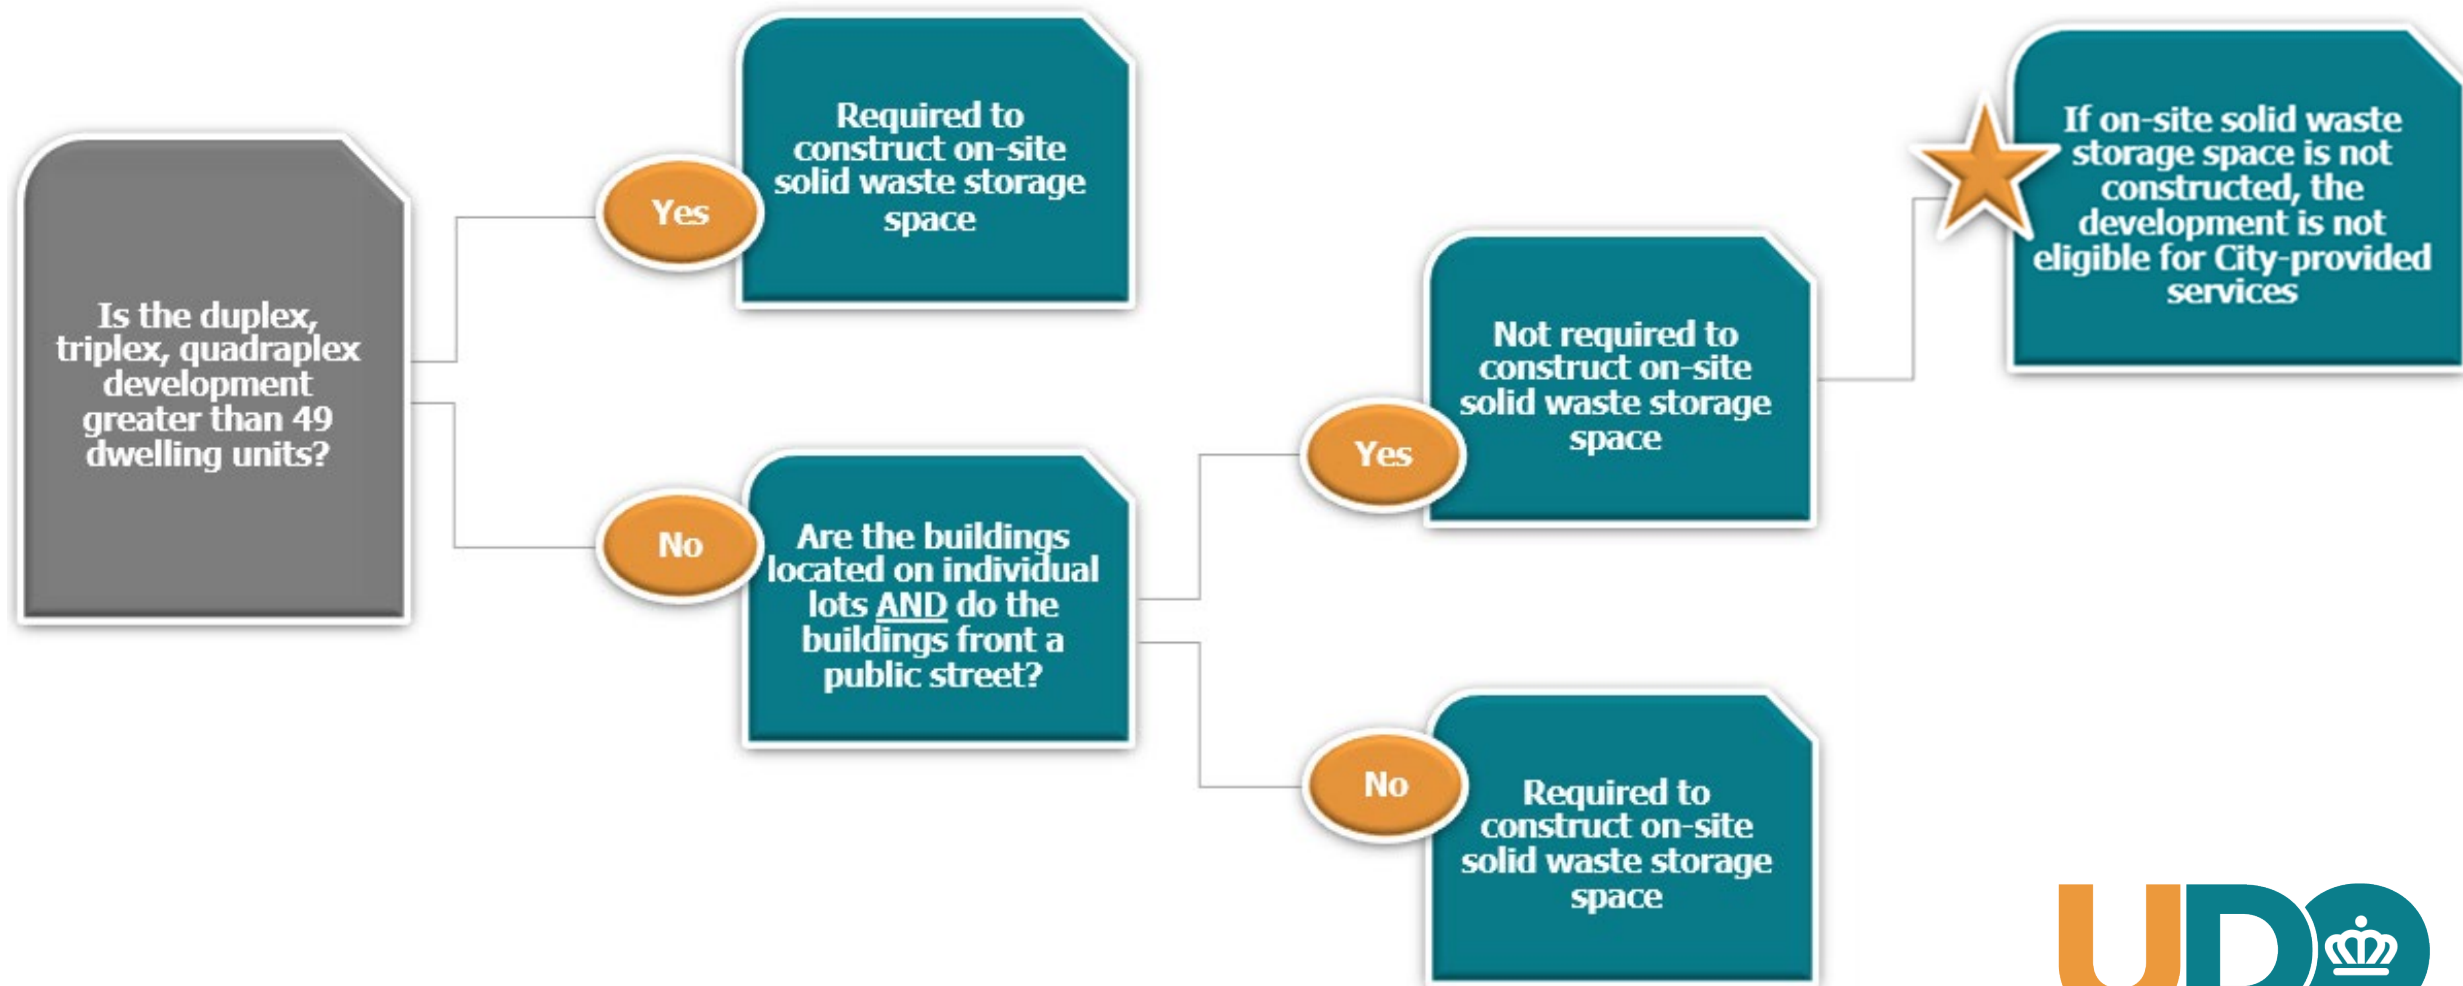 Is the duplex,
triplex, quadraplex
development
greater than 49
dwelling units?
Yes
Required to
construct on-site
solid waste storage
space
No
Are the buildings
located on individual
lots AND do the
buildings front a
public street?
Yes
Not required to
construct on-site
solid waste storage
space
If on-site solid waste
storage space is not
constructed, the
development is not
eligible for City-provided
services
No
Required to
construct on-site
solid waste storage
space
UDO